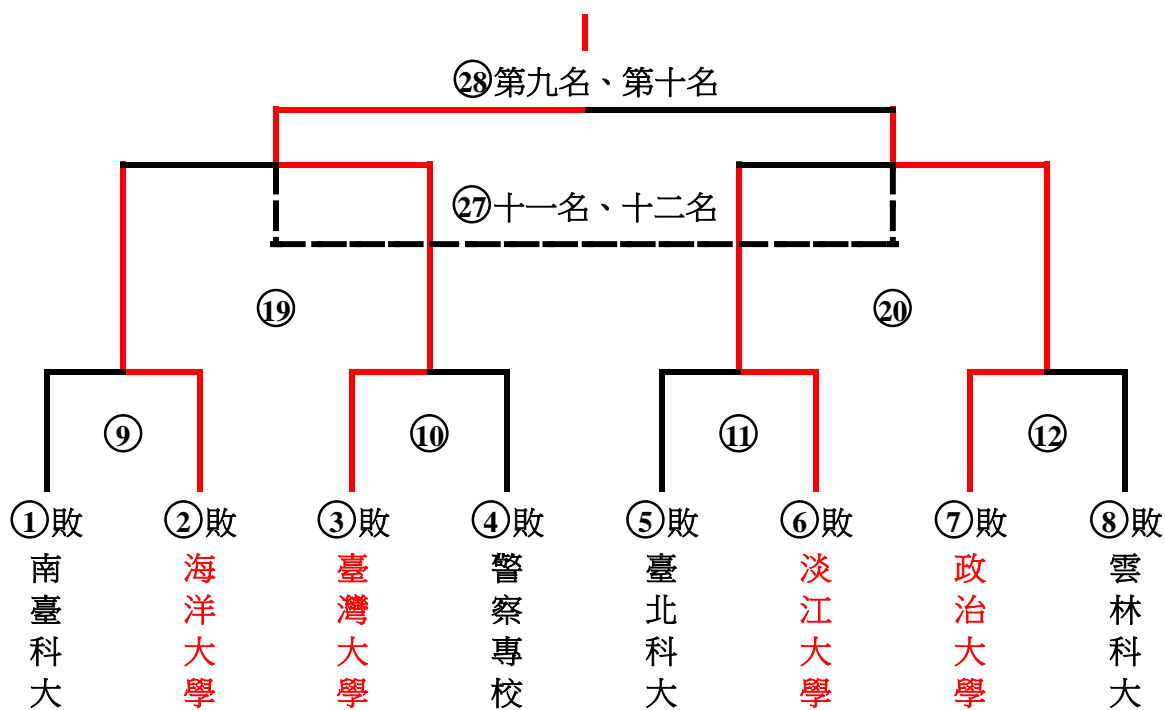 ㉘第九名、第十名
㉗十一名、十二名
⑲
⑳
⑨
⑩
⑪
⑫
①敗
②敗
③敗
④敗
⑤敗
⑥敗
⑦敗
⑧敗
南臺科大
海洋大學
臺灣大學
警察專校
臺北科大
淡江大學
政治大學
雲林科大